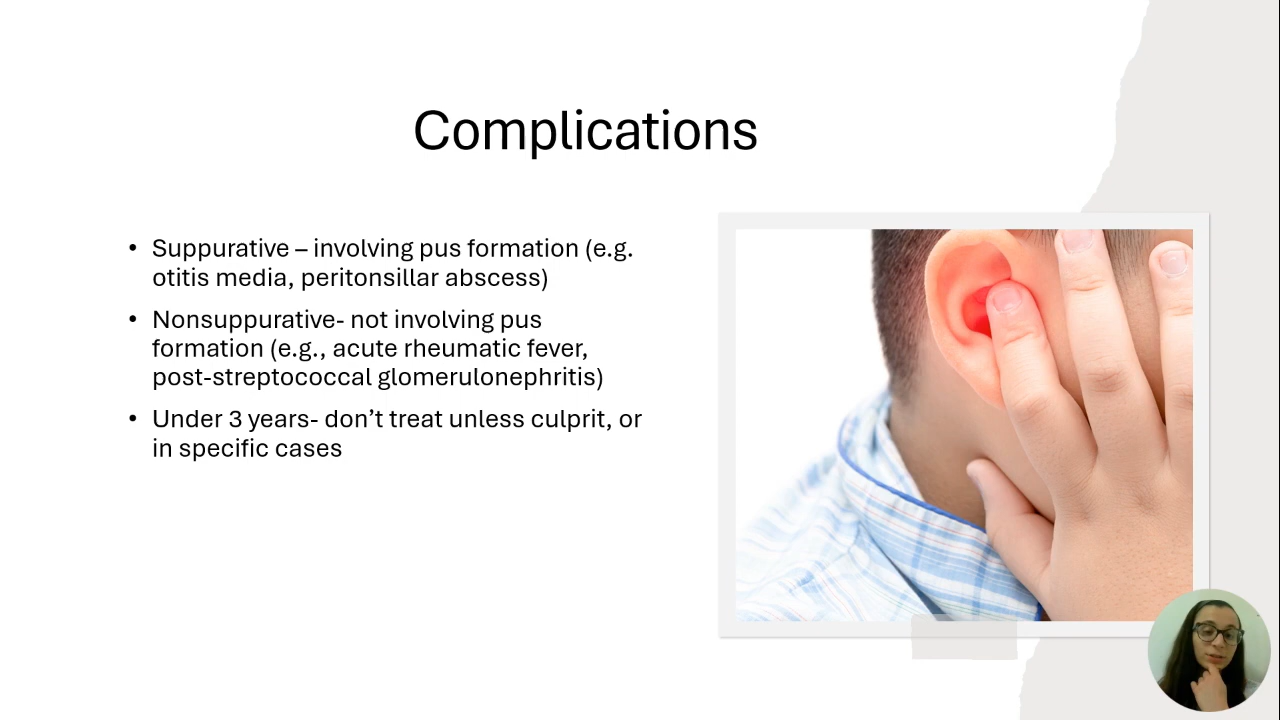 Complications
• Suppurative – involving pus formation (e.g.
otitis media, peritonsillar abscess)
• Nonsuppurative- not involving pus
formation (e.g., acute rheumatic fever,
post-streptococcal glomerulonephritis)
• Under 3 years- don’t treat unless culprit, or
in specific cases